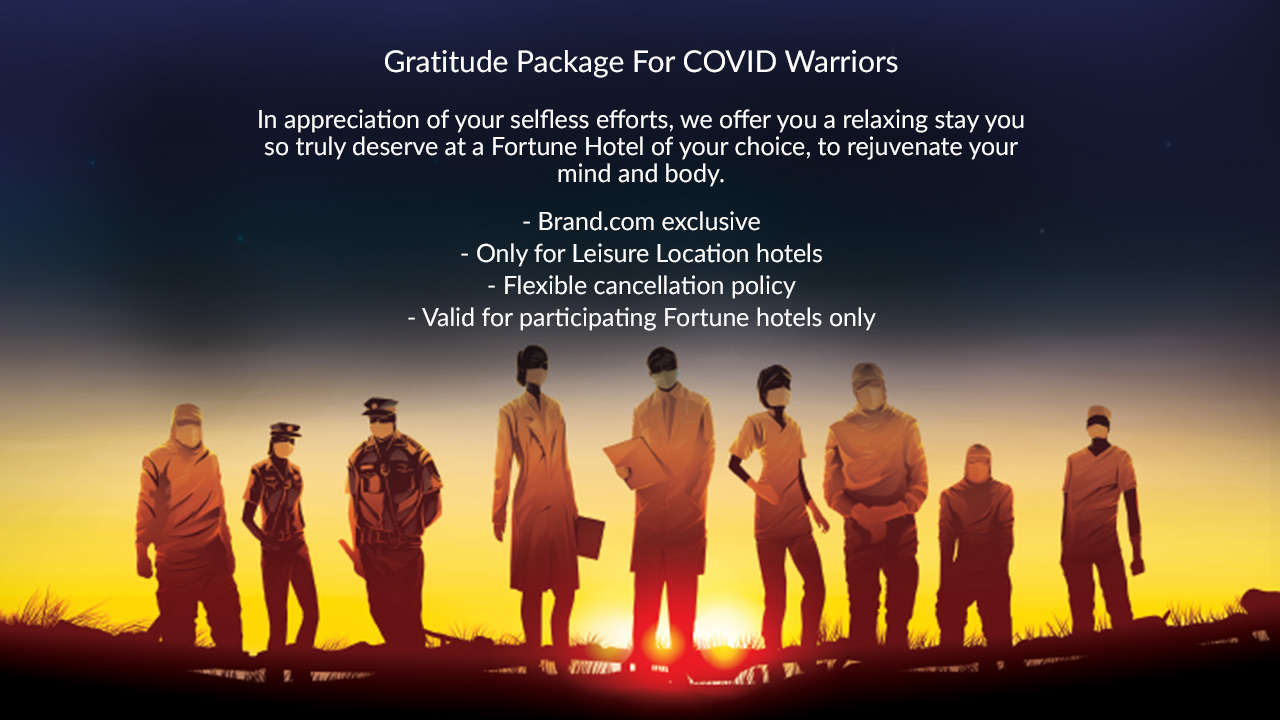 Gratitude Package For COVID Warriors
In appreciation of your selfless efforts, we offer you a relaxing stay you
so truly deserve at a Fortune Hotel of your choice, to rejuvenate your
mind and body.
- Brand.com exclusive
- Only for Leisure Location hotels
- Flexible cancellation policy
- Valid for participating Fortune hotels only